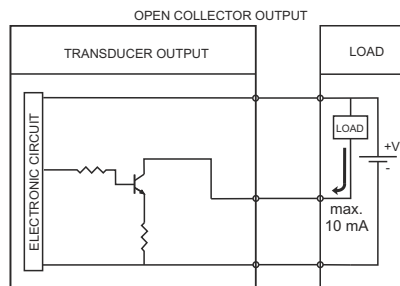 OPEN COLLECTOR OUTPUT
TRANSDUCER OUTPUT
LOAD
ELECTRONIC CIRCUIT
LOAD
+V
-
max.
10 mA